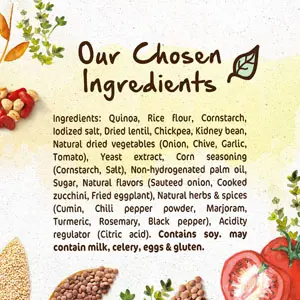 Our Chosen
Ingredients
Ingredients: Quinoa, Rice flour, Cornstarch,
Iodized salt, Dried lentil, Chickpea, Kidney bean,
Natural dried vegetables (Onion, Chive, Garlic,
Tomato), Yeast extract, Corn seasoning
(Cornstarch, Salt), Non-hydrogenated palm oil,
Sugar, Natural flavors (Sauteed onion, Cooked
zucchini, Fried eggplant), Natural herbs & spices
(Cumin, Chili pepper powder, Marjoram,
Turmeric, Rosemary, Black pepper), Acidity
regulator (Citric acid). Contains soy. may
contain milk, celery, eggs & gluten.